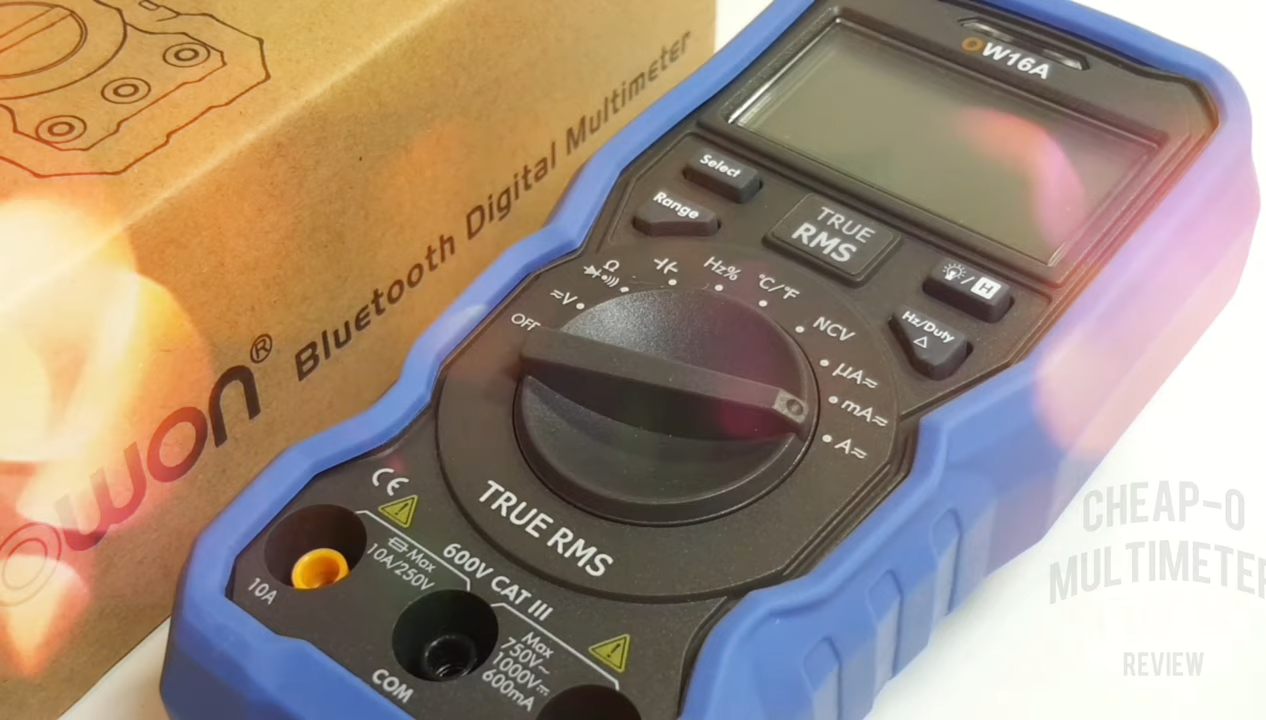 owon® Bluetooth Digital Multimeter
OW16A
Select
Range
TRUE
RMS
/H
Hz/Duty
△
OFF
≂V
Ω
Hz%
°C/°F
NCV
μA≂
mA≂
A≂
TRUE RMS
CE
10A
Max
10A/250V
600V CAT III
COM
Max
750V~
1000V⎓
600mA
CHEAP-O
MULTIMETER
REVIEW